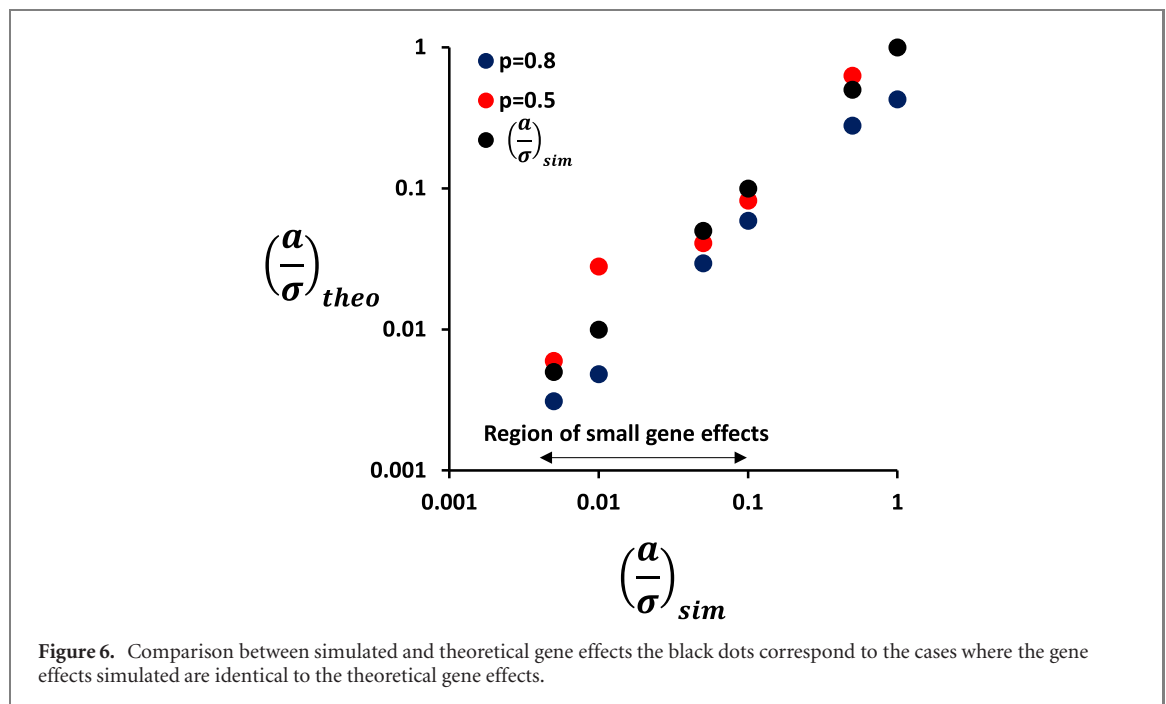 1
p=0.8
p=0.5
(a/σ)sim
0.1
(a/σ)theo
0.01
Region of small gene effects
0.001
0.001 0.01 0.1 1
(a/σ)sim
Figure 6. Comparison between simulated and theoretical gene effects the black dots correspond to the cases where the gene
effects simulated are identical to the theoretical gene effects.